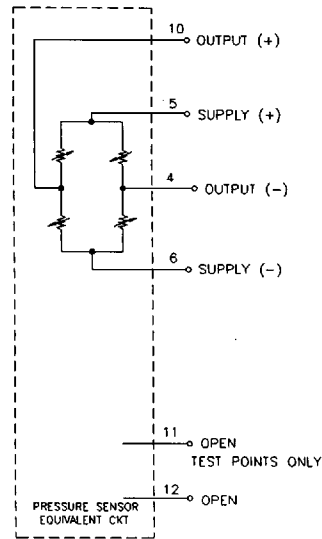 10
OUTPUT (+)
5
SUPPLY (+)
4
OUTPUT (-)
6
SUPPLY (-)
11
OPEN
TEST POINTS ONLY
12
OPEN
PRESSURE SENSOR
EQUIVALENT CKT